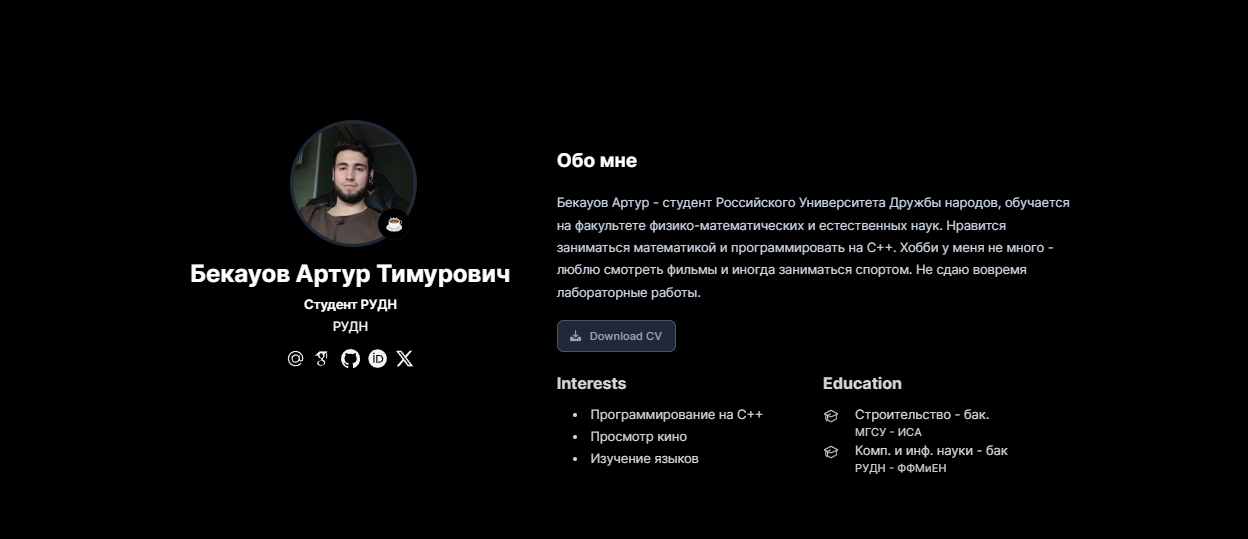 Бекауов Артур Тимурович
Студент РУДН
РУДН
Обо мне
Бекауов Артур - студент Российского Университета Дружбы народов, обучается
на факультете физико-математических и естественных наук. Нравится
заниматься математикой и программировать на C++. Хобби у меня не много -
люблю смотреть фильмы и иногда заниматься спортом. Не сдаю вовремя
лабораторные работы.
Download CV
Interests
• Программирование на C++
• Просмотр кино
• Изучение языков
Education
Строительство - бак.
МГСУ - ИСА
Комп. и инф. науки - бак
РУДН - ФФМиЕН